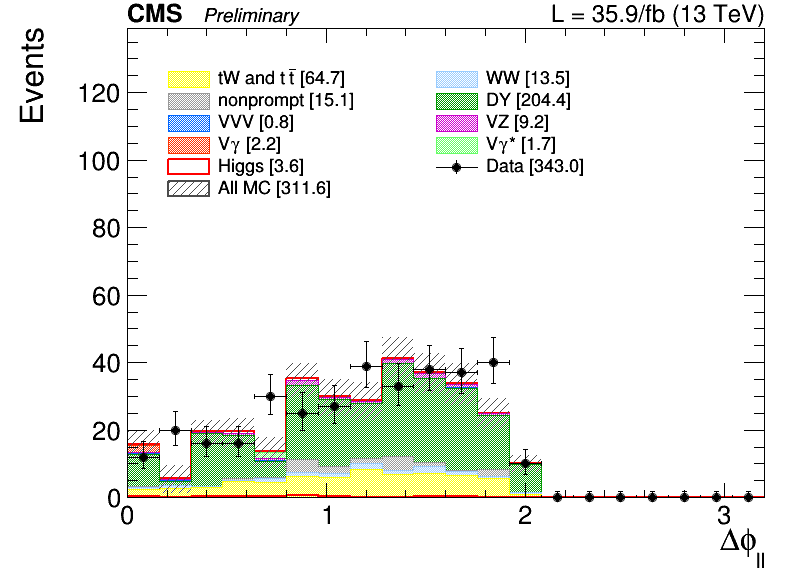 CMS Preliminary L = 35.9/fb (13 TeV)
Events
tW and tt̄ [64.7] WW [13.5]
nonprompt [15.1] DY [204.4]
VVV [0.8] VZ [9.2]
Vγ [2.2] Vγ* [1.7]
Higgs [3.6] Data [343.0]
All MC [311.6]
120
100
80
60
40
20
0
0 1 2 3
Δϕll